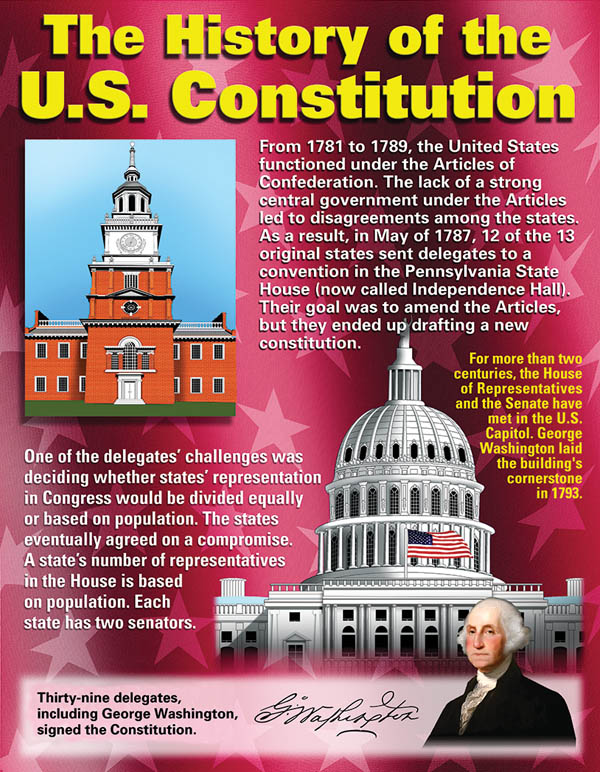 The History of the
U.S. Constitution
From 1781 to 1789, the United States
functioned under the Articles of
Confederation. The lack of a strong
central government under the Articles
led to disagreements among the states.
As a result, in May of 1787, 12 of the 13
original states sent delegates to a
convention in the Pennsylvania State
House (now called Independence Hall).
Their goal was to amend the Articles,
but they ended up drafting a new
constitution.
For more than two
centuries, the House
of Representatives
and the Senate have
met in the U.S.
Capitol. George
Washington laid
the building's
cornerstone
in 1793.
One of the delegates’ challenges was
deciding whether states’ representation
in Congress would be divided equally
or based on population. The states
eventually agreed on a compromise.
A state’s number of representatives
in the House is based
on population. Each
state has two senators.
Thirty-nine delegates,
including George Washington,
signed the Constitution.
G. Washington